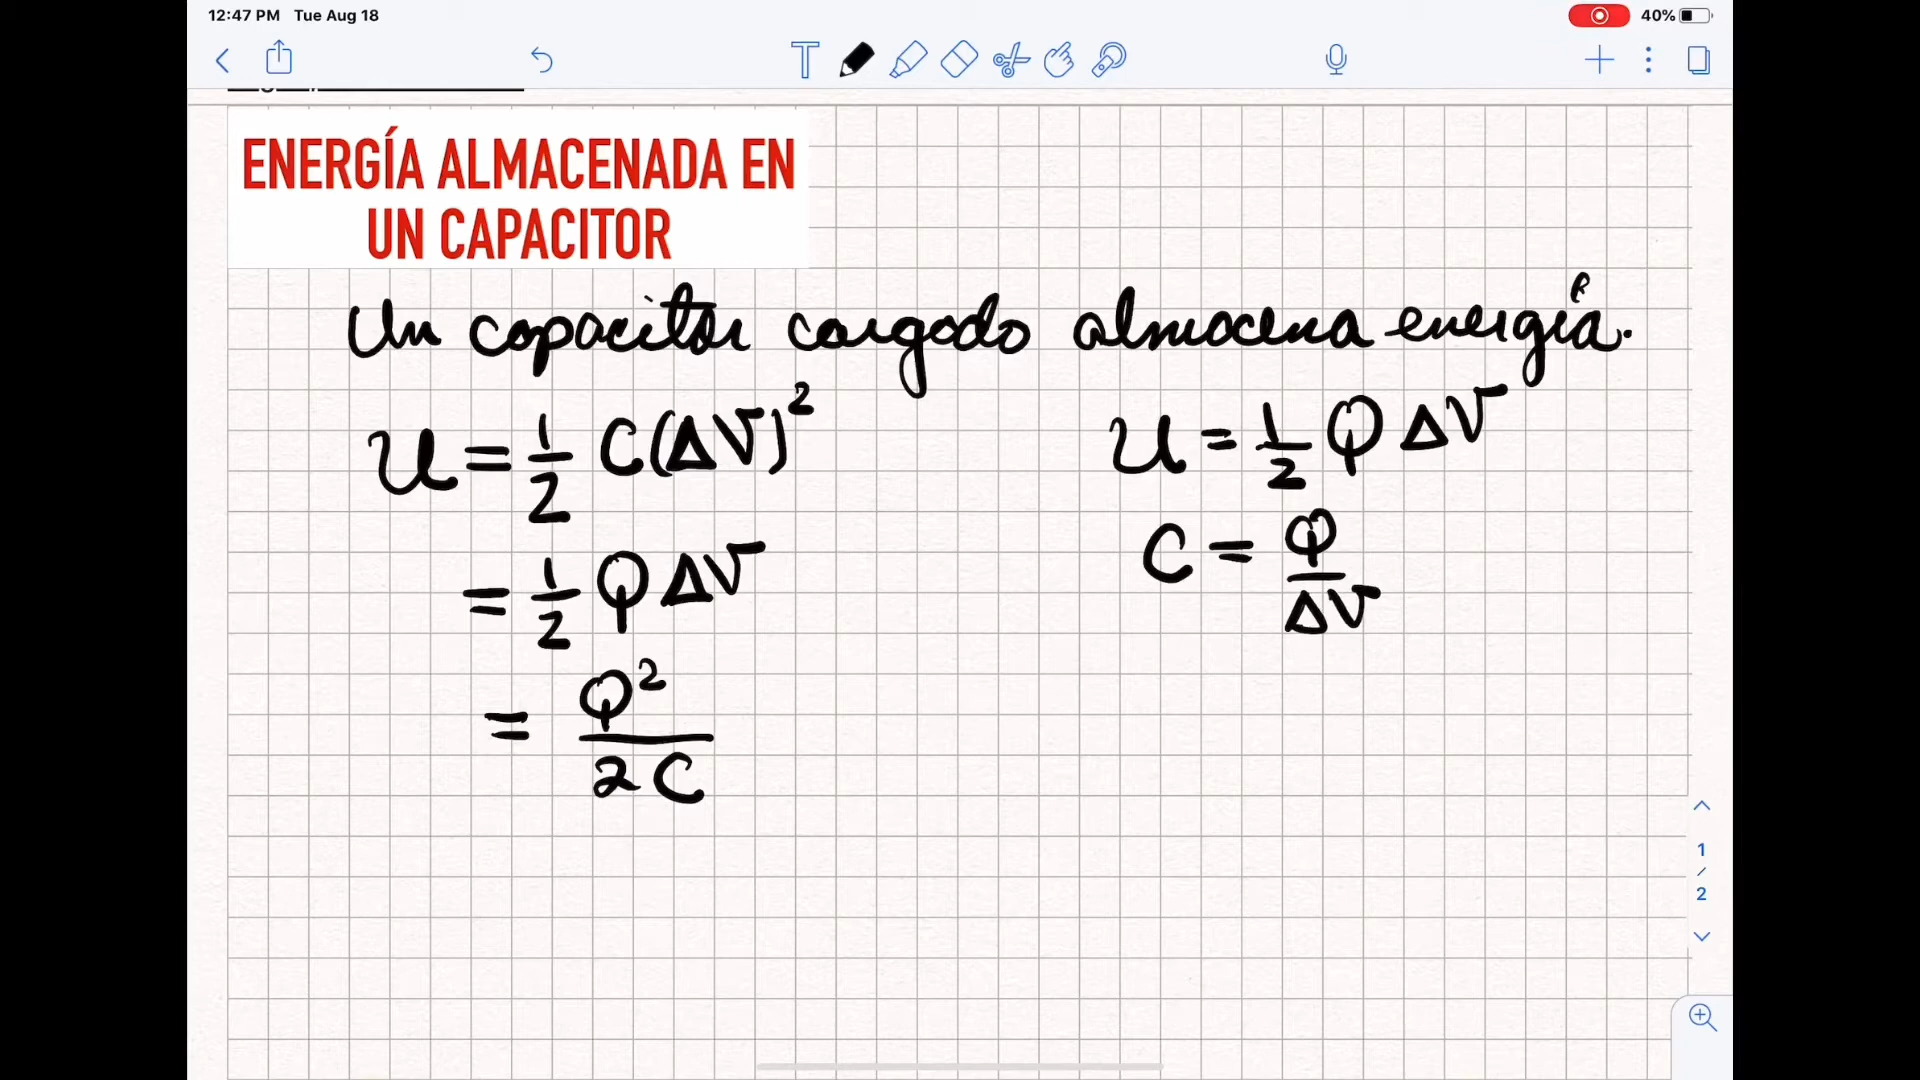 12:47 PM Tue Aug 18
40%
ENERGÍA ALMACENADA EN
UN CAPACITOR
Un capacitor cargado almacena energía.
U = 1/2 C(ΔV)²
= 1/2 Q ΔV
= Q²/2C
U = 1/2 Q ΔV
C = Q/ΔV
1
/
2